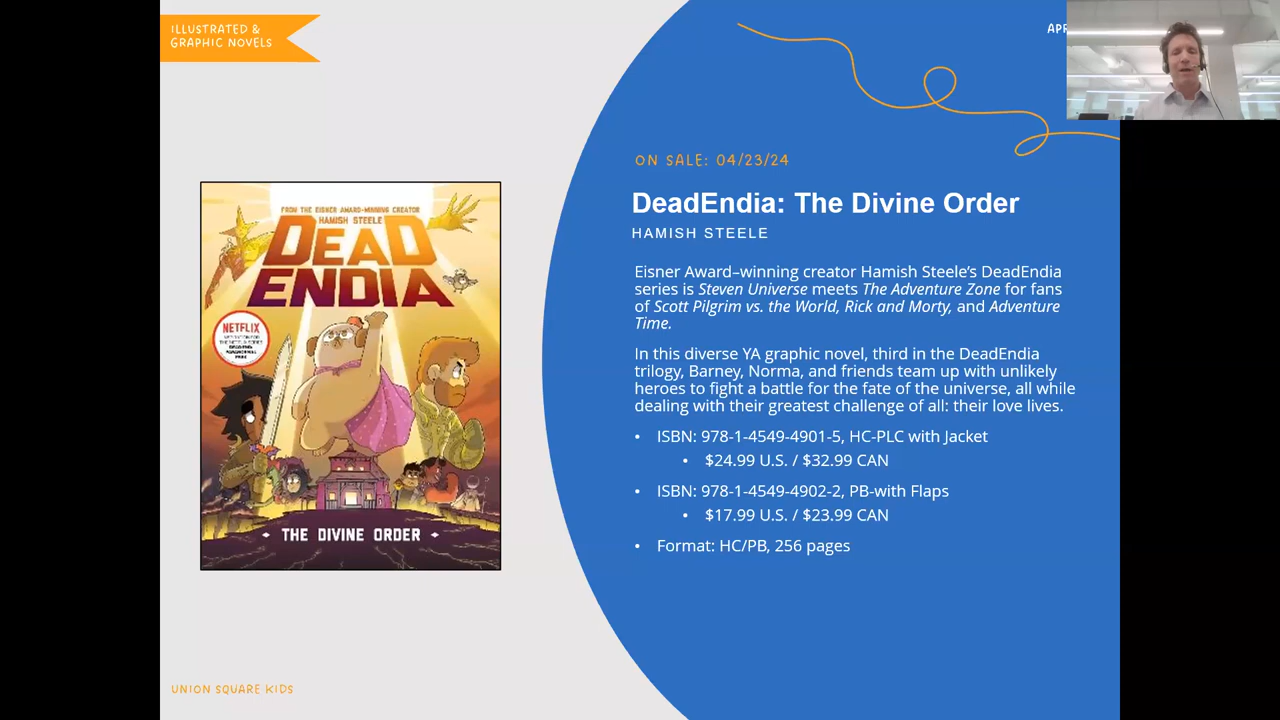 ILLUSTRATED &
GRAPHIC NOVELS
FROM THE EISNER AWARD-WINNING CREATOR
HAMISH STEELE
DEAD
ENDIA
NETFLIX
THE DIVINE ORDER
UNION SQUARE KIDS
ON SALE: 04/23/24
DeadEndia: The Divine Order
HAMISH STEELE
Eisner Award–winning creator Hamish Steele's DeadEndia
series is Steven Universe meets The Adventure Zone for fans
of Scott Pilgrim vs. the World, Rick and Morty, and Adventure
Time.
In this diverse YA graphic novel, third in the DeadEndia
trilogy, Barney, Norma, and friends team up with unlikely
heroes to fight a battle for the fate of the universe, all while
dealing with their greatest challenge of all: their love lives.
• ISBN: 978-1-4549-4901-5, HC-PLC with Jacket
• $24.99 U.S. / $32.99 CAN
• ISBN: 978-1-4549-4902-2, PB-with Flaps
• $17.99 U.S. / $23.99 CAN
• Format: HC/PB, 256 pages